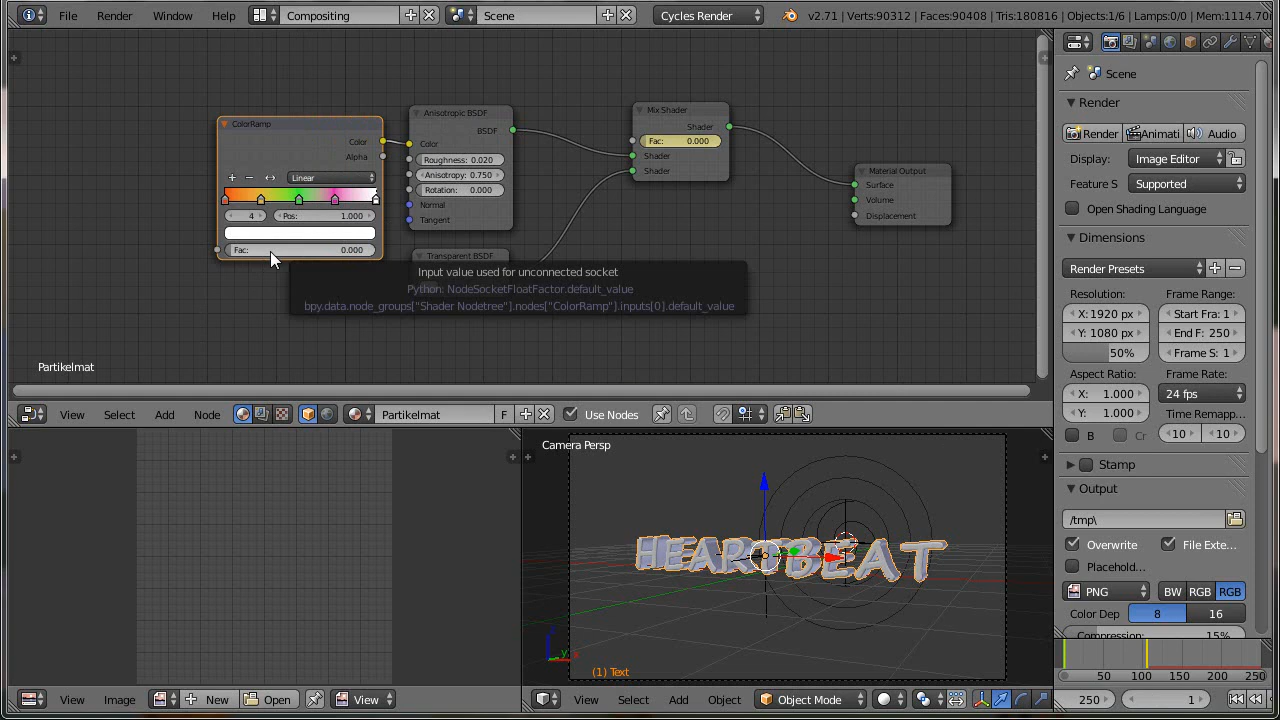 File Render Window Help Compositing Scene Cycles Render v2.71 | Verts:90312 | Faces:90408 | Tris:180816 | Objects:1/6 | Lamps:0/0 | Mem:1114.70
Scene
Render
Render Animati Audio
Display: Image Editor
Feature S Supported
Open Shading Language
Dimensions
Render Presets
Resolution: Frame Range:
X: 1920 px Start Fra: 1
Y: 1080 px End F: 250
50% Frame S: 1
Aspect Ratio: Frame Rate:
X: 1.000 24 fps
Y: 1.000 Time Remapp...
B Cr 10 10
Stamp
Output
/tmp\
Overwrite File Exte...
Placehold...
PNG BW RGB RGB
Color Dep 8 16
Compression: 15%
ColorRamp
Color
Alpha
+ − Linear
4 Pos: 1.000
Fac: 0.000
Anisotropic BSDF
BSDF
Color
Roughness: 0.020
Anisotropy: 0.750
Rotation: 0.000
Normal
Tangent
Transparent BSDF
Mix Shader
Shader
Fac: 0.000
Shader
Shader
Material Output
Surface
Volume
Displacement
Input value used for unconnected socket
Python: NodeSocketFloatFactor.default_value
bpy.data.node_groups["Shader Nodetree"].nodes["ColorRamp"].inputs[0].default_value
Partikelmat
View Select Add Node Partikelmat F Use Nodes
Camera Persp
HEARTBEAT
z
y x
(1) Text
View Image New Open View
View Select Add Object Object Mode
50 100 150 200 250
250 1